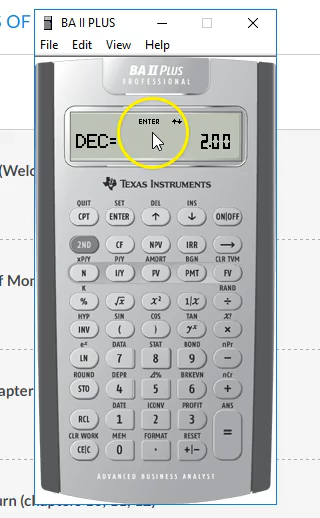 S OF
BA II PLUS
File Edit View Help
BA II PLUS
PROFESSIONAL
ENTER ↑↓
DEC= 2.00
TEXAS INSTRUMENTS
QUIT SET DEL INS
CPT ENTER ↑ ↓ ON|OFF
2ND CF NPV IRR →
xP/Y P/Y AMORT BGN CLR TVM
N I/Y PV PMT FV
K RAND
% √x x² 1/x ÷
HYP SIN COS TAN x!
INV ( ) yˣ ×
eˣ DATA STAT BOND nPr
LN 7 8 9 −
ROUND DEPR Δ% BRKEVN nCr
STO 4 5 6 +
DATE ICONV PROFIT ANS
RCL 1 2 3 =
CLR WORK MEM FORMAT RESET
CE|C 0 . +|−
ADVANCED BUSINESS ANALYST
(Welc
f Mor
apter